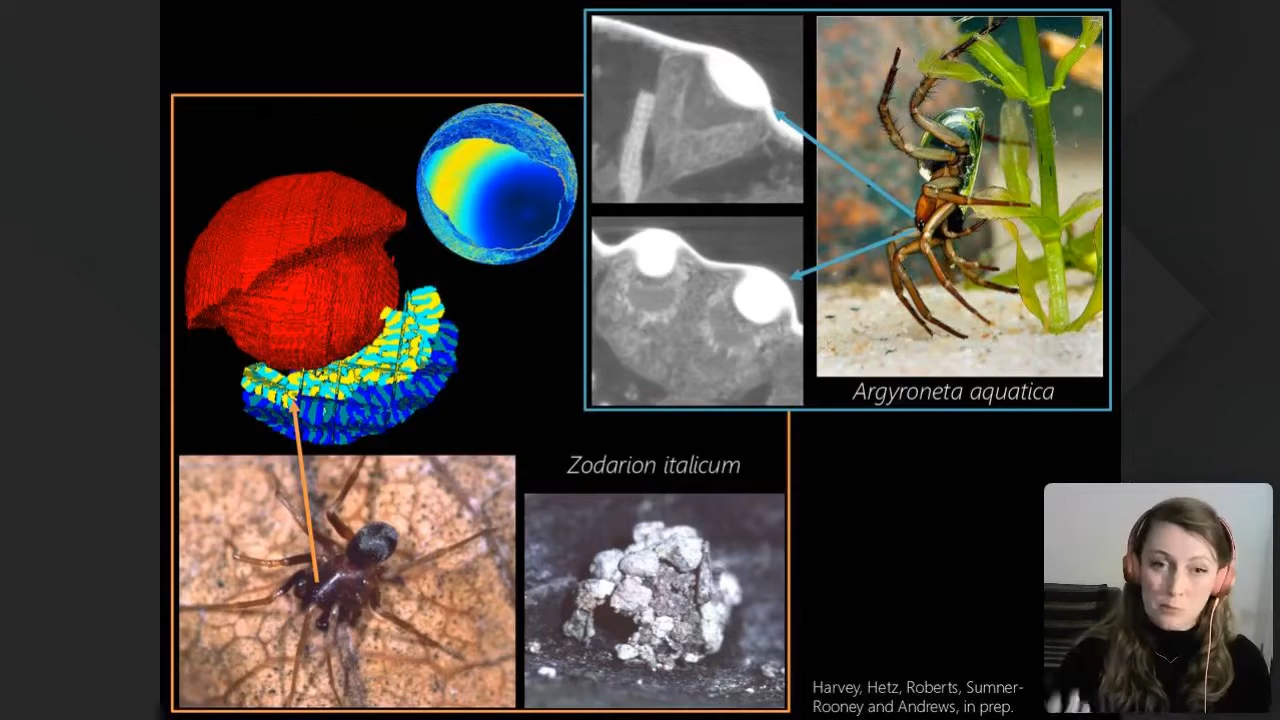 Argyroneta aquatica
Zodarion italicum
Harvey, Hetz, Roberts, Sumner-
Rooney and Andrews, in prep.